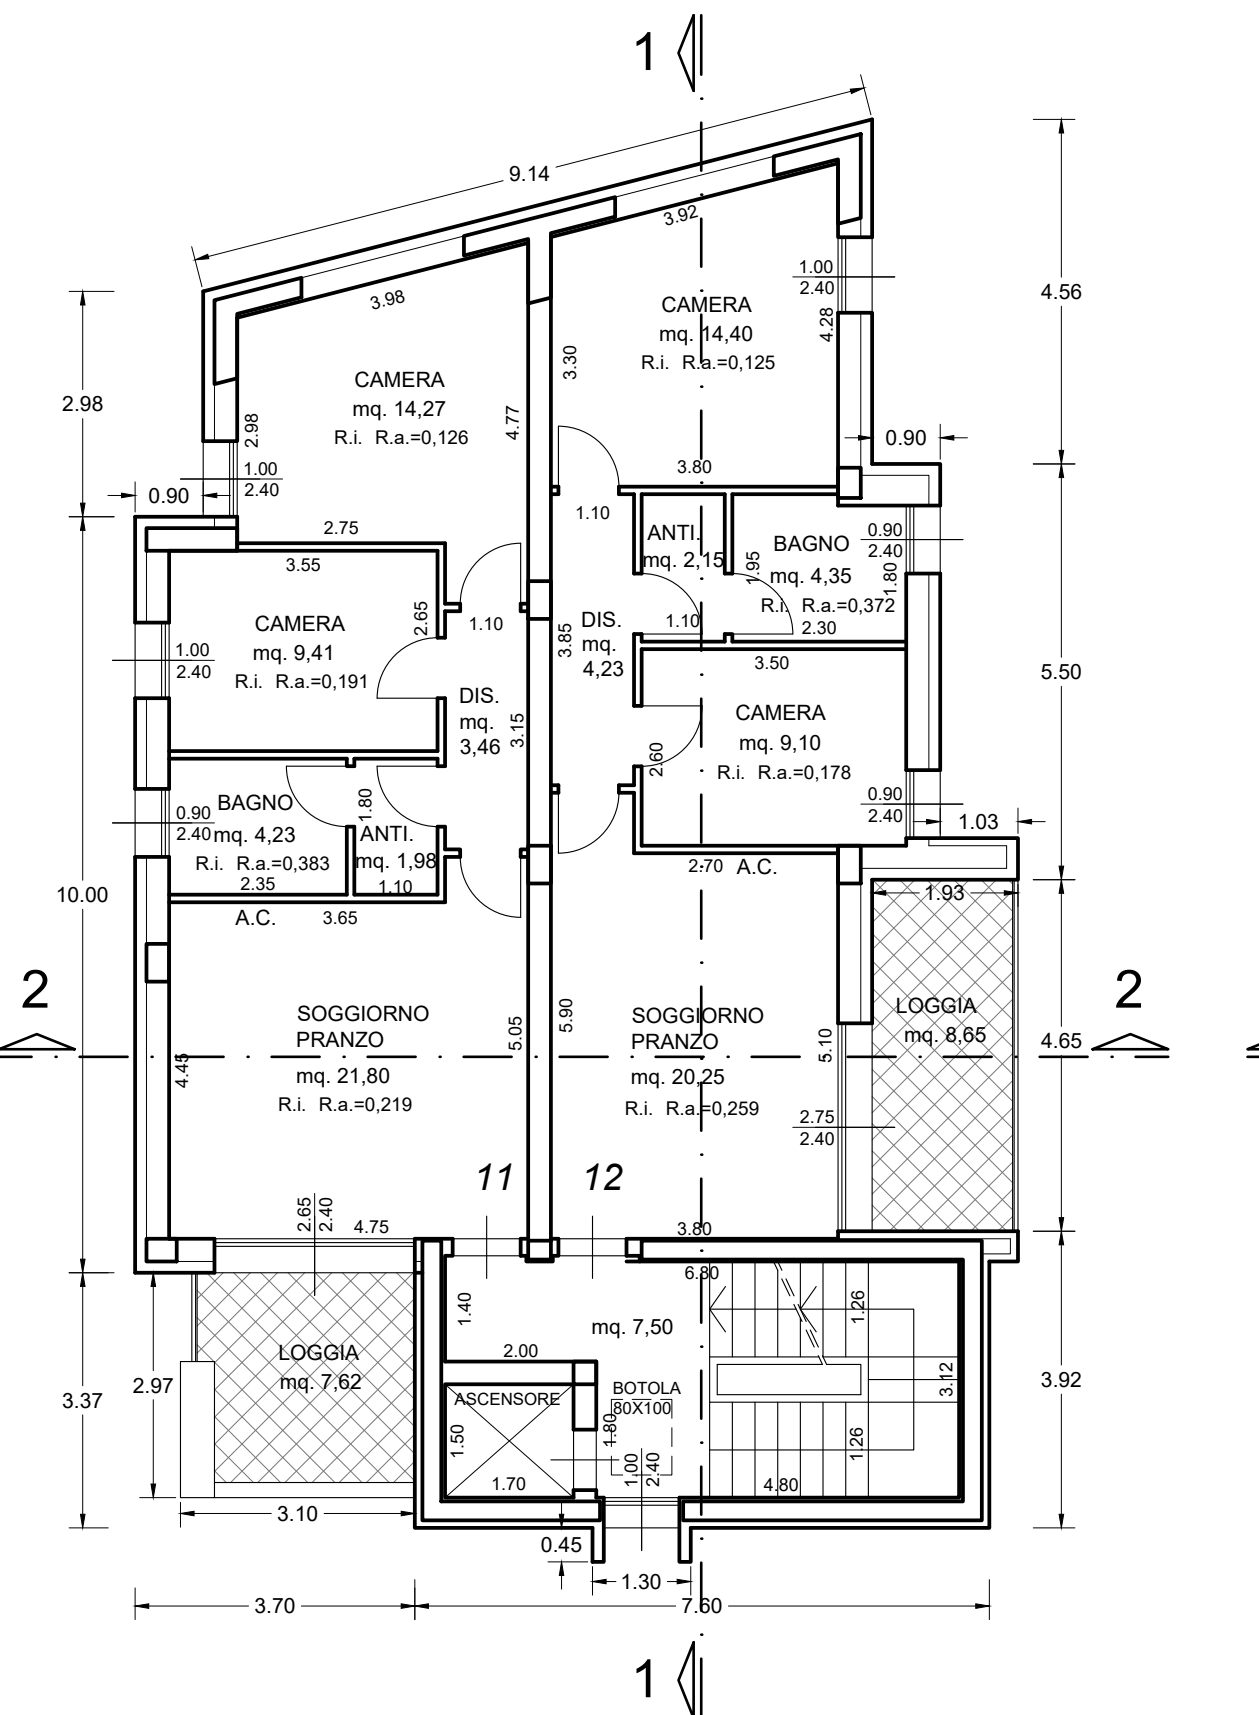 1
9.14
3.92
3.98
1.00
2.40
4.56
CAMERA
mq. 14,40
R.i. R.a.=0,125
4.28
3.30
CAMERA
mq. 14,27
R.i. R.a.=0,126
4.77
2.98
2.98
0.90
3.80
1.00
2.40
0.90
1.10
2.75
ANTI.
mq. 2,15
BAGNO
mq. 4,35
R.i. R.a.=0,372
1.95
0.90
2.40
1.80
2.30
1.10
3.55
CAMERA
mq. 9,41
R.i. R.a.=0,191
2.65
1.10
1.00
2.40
3.85
DIS.
mq.
4,23
3.50
5.50
DIS.
mq.
3,46
3.15
CAMERA
mq. 9,10
R.i. R.a.=0,178
2.60
0.90
2.40
1.03
BAGNO
mq. 4,23
R.i. R.a.=0,383
2.35
0.90
2.40
1.80
ANTI.
mq. 1,98
1.10
2.70
A.C.
10.00
1.93
A.C.
3.65
2
2
SOGGIORNO
PRANZO
mq. 21,80
R.i. R.a.=0,219
4.45
5.05
5.90
SOGGIORNO
PRANZO
mq. 20,25
R.i. R.a.=0,259
5.10
LOGGIA
mq. 8,65
4.65
2.75
2.40
11
12
2.65
2.40
4.75
3.80
6.80
1.40
mq. 7,50
1.26
2.00
LOGGIA
mq. 7,62
2.97
3.37
ASCENSORE
BOTOLA
80X100
3.12
3.92
1.50
1.80
1.00
2.40
1.26
1.70
4.80
3.10
0.45
1.30
3.70
7.60
1